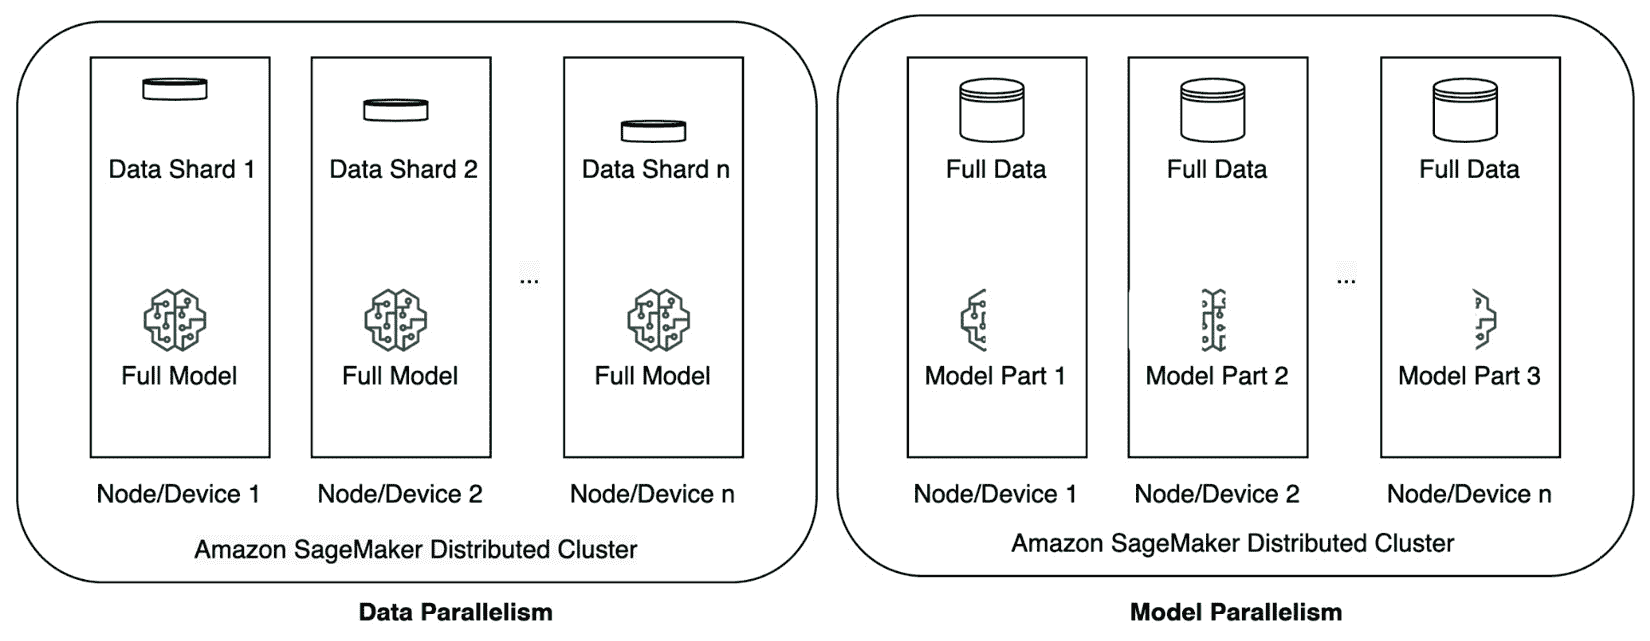 Data Shard 1
Data Shard 2
Data Shard n
...
Full Model
Full Model
Full Model
Node/Device 1
Node/Device 2
Node/Device n
Amazon SageMaker Distributed Cluster
Data Parallelism
Full Data
Full Data
Full Data
...
Model Part 1
Model Part 2
Model Part 3
Node/Device 1
Node/Device 2
Node/Device n
Amazon SageMaker Distributed Cluster
Model Parallelism